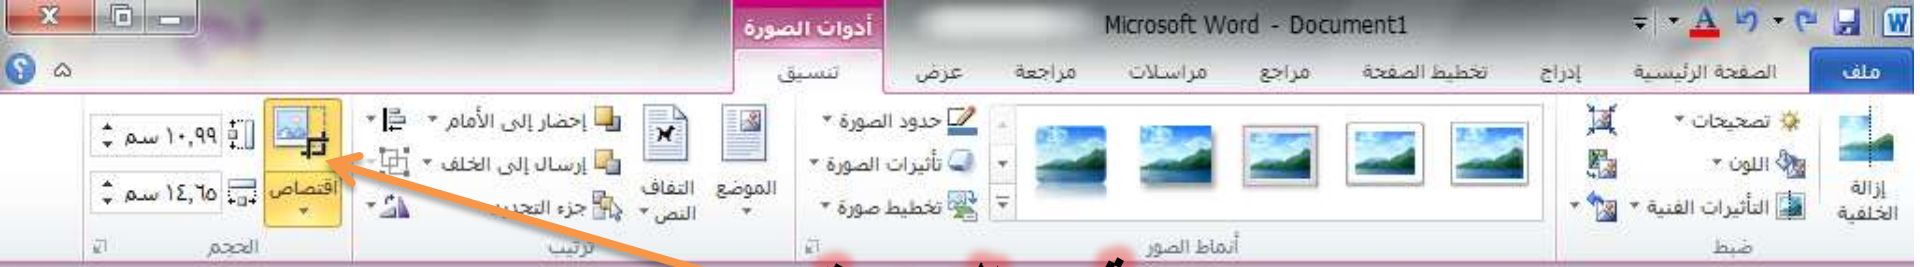 Microsoft Word - Document1
أدوات الصورة
ملف
الصفحة الرئيسية
إدراج
تخطيط الصفحة
مراجع
مراسلات
مراجعة
عرض
تنسيق
إزالة
الخلفية
تصحيحات
اللون
التأثيرات الفنية
ضبط
حدود الصورة
تأثيرات الصورة
تخطيط صورة
أنماط الصور
الموضع
التفاف
النص
إحضار إلى الأمام
إرسال إلى الخلف
جزء التحديد
ترتيب
اقتصاص
١٠,٩٩ سم
١٤,٦٥ سم
الحجم